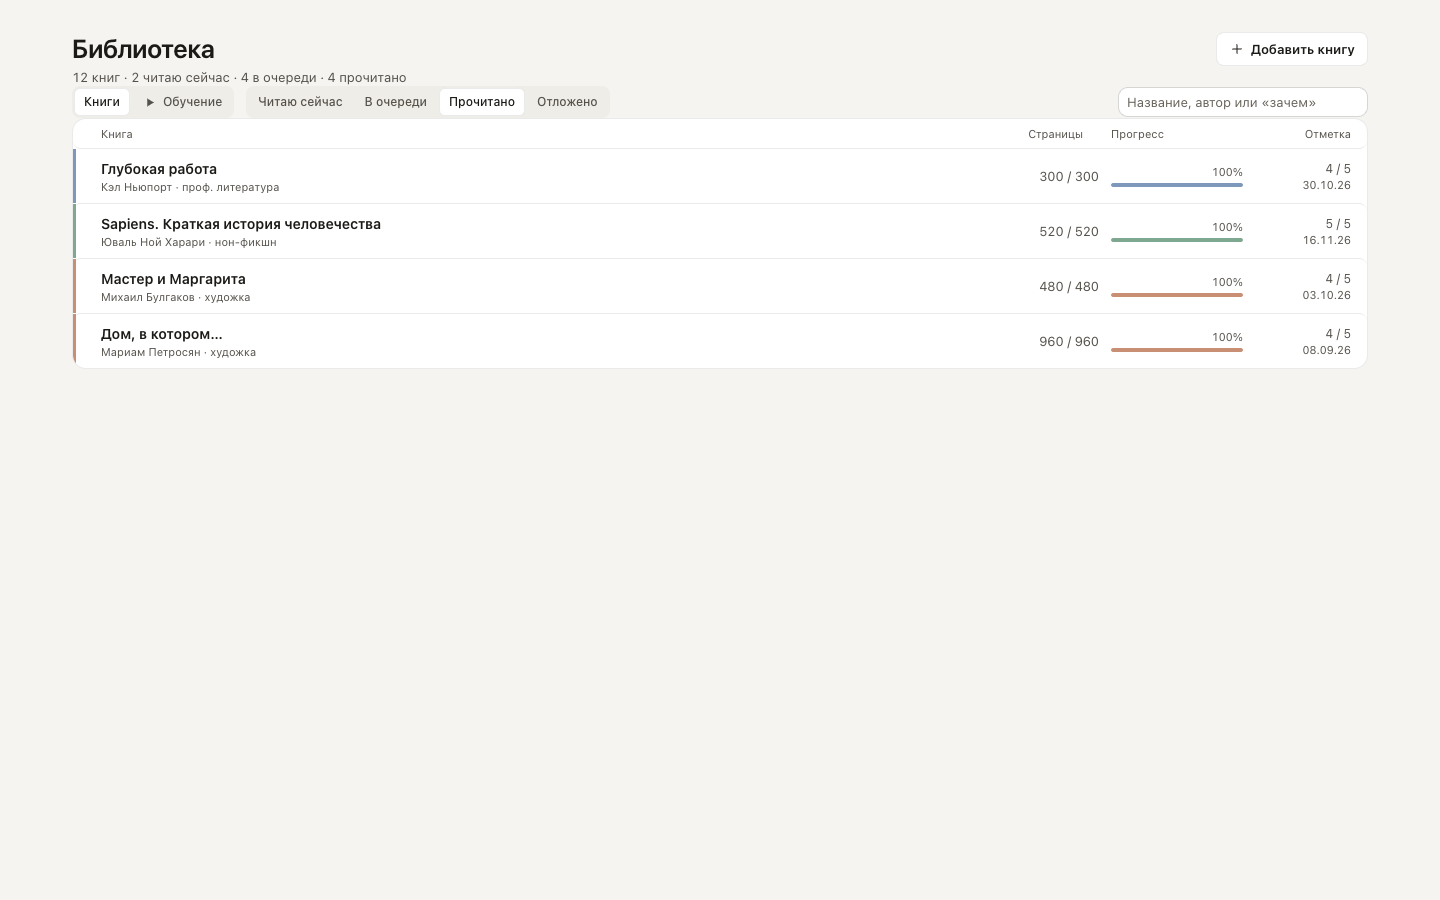 Библиотека
+ Добавить книгу
12 книг · 2 читаю сейчас · 4 в очереди · 4 прочитано
Книги ▶ Обучение Читаю сейчас В очереди Прочитано Отложено Название, автор или «зачем»
Книга Страницы Прогресс Отметка
Глубокая работа
Кэл Ньюпорт · проф. литература
300 / 300
100%
4 / 5
30.10.26
Sapiens. Краткая история человечества
Юваль Ной Харари · нон-фикшн
520 / 520
100%
5 / 5
16.11.26
Мастер и Маргарита
Михаил Булгаков · художка
480 / 480
100%
4 / 5
03.10.26
Дом, в котором…
Мариам Петросян · художка
960 / 960
100%
4 / 5
08.09.26